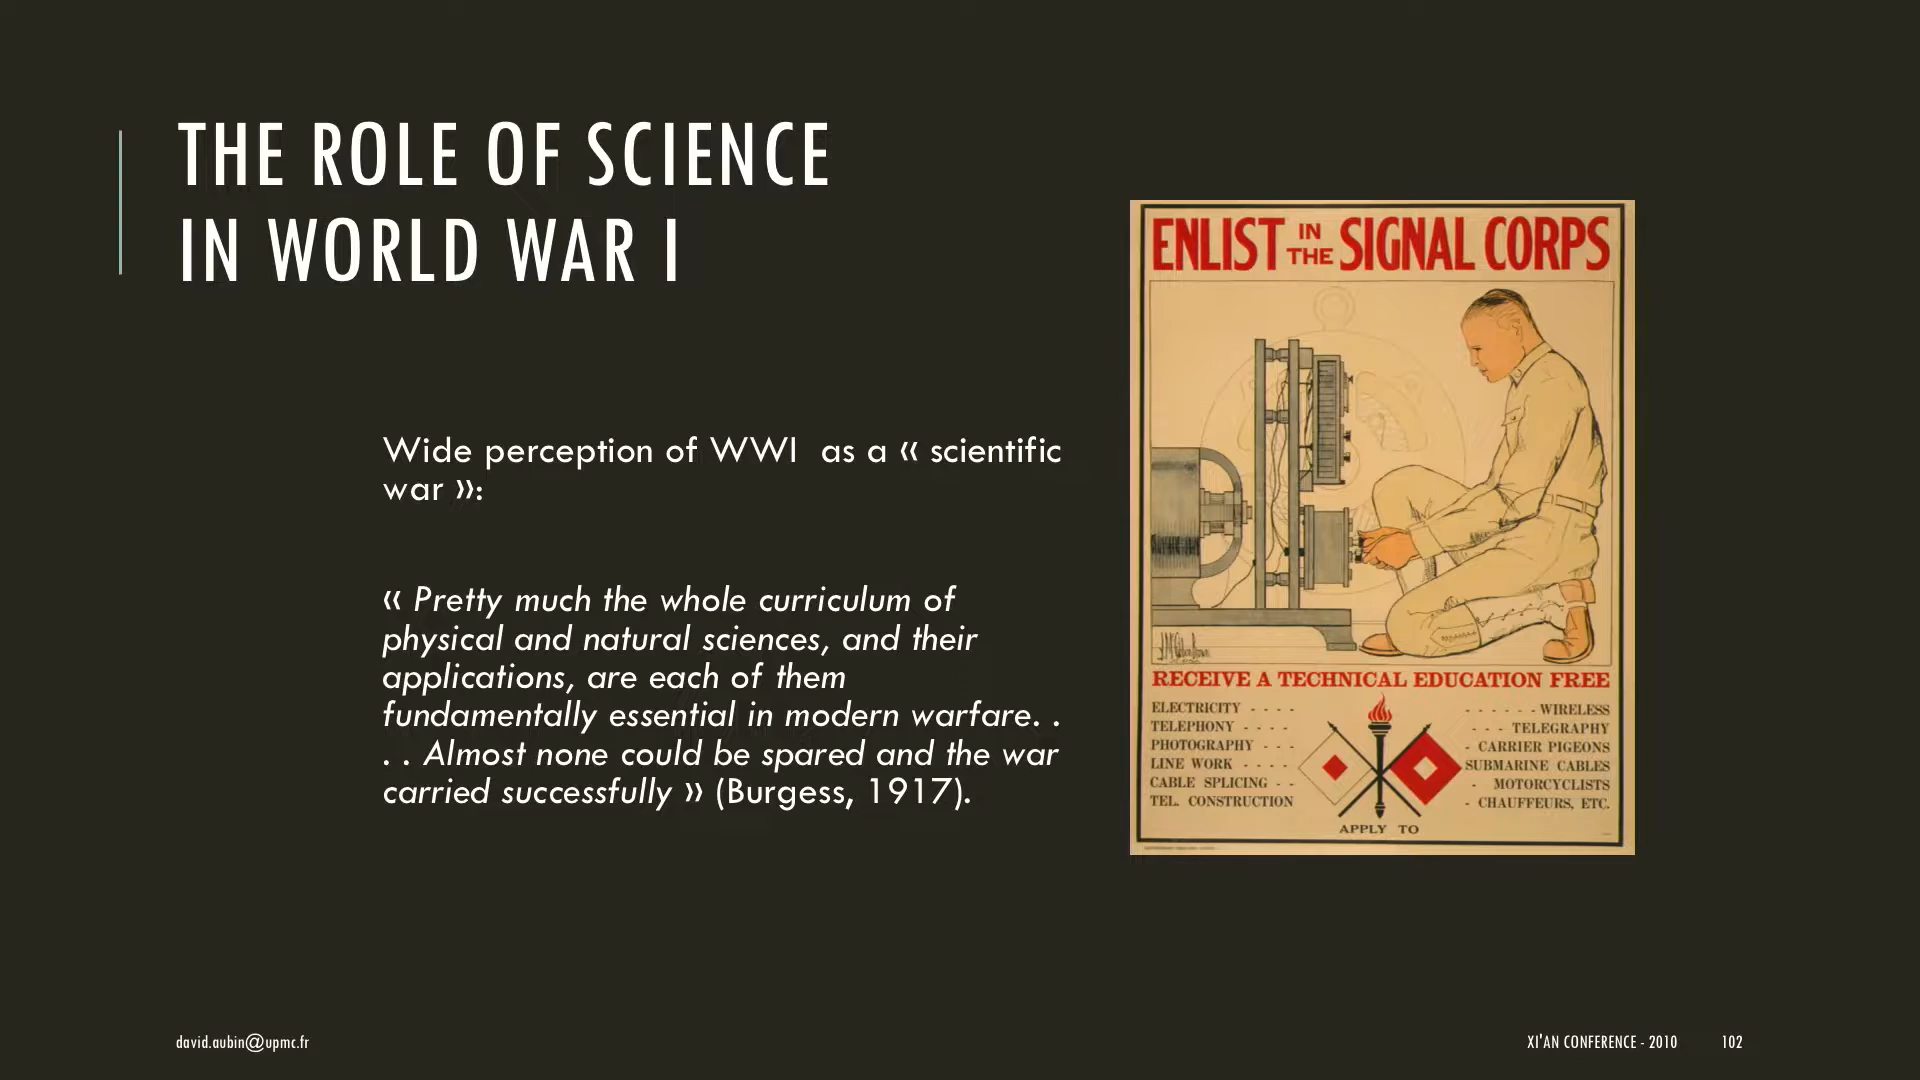 THE ROLE OF SCIENCE
IN WORLD WAR I
Wide perception of WWI as a « scientific
war »:
« Pretty much the whole curriculum of
physical and natural sciences, and their
applications, are each of them
fundamentally essential in modern warfare. .
. . Almost none could be spared and the war
carried successfully » (Burgess, 1917).
ENLIST IN THE SIGNAL CORPS
RECEIVE A TECHNICAL EDUCATION FREE
ELECTRICITY - - - -
TELEPHONY - - - -
PHOTOGRAPHY - - -
LINE WORK - - - -
CABLE SPLICING - -
TEL. CONSTRUCTION
- - - - - - WIRELESS
- - - TELEGRAPHY
- CARRIER PIGEONS
SUBMARINE CABLES
- MOTORCYCLISTS
- CHAUFFEURS, ETC.
APPLY TO
david.aubin@upmc.fr
XI'AN CONFERENCE - 2010 102